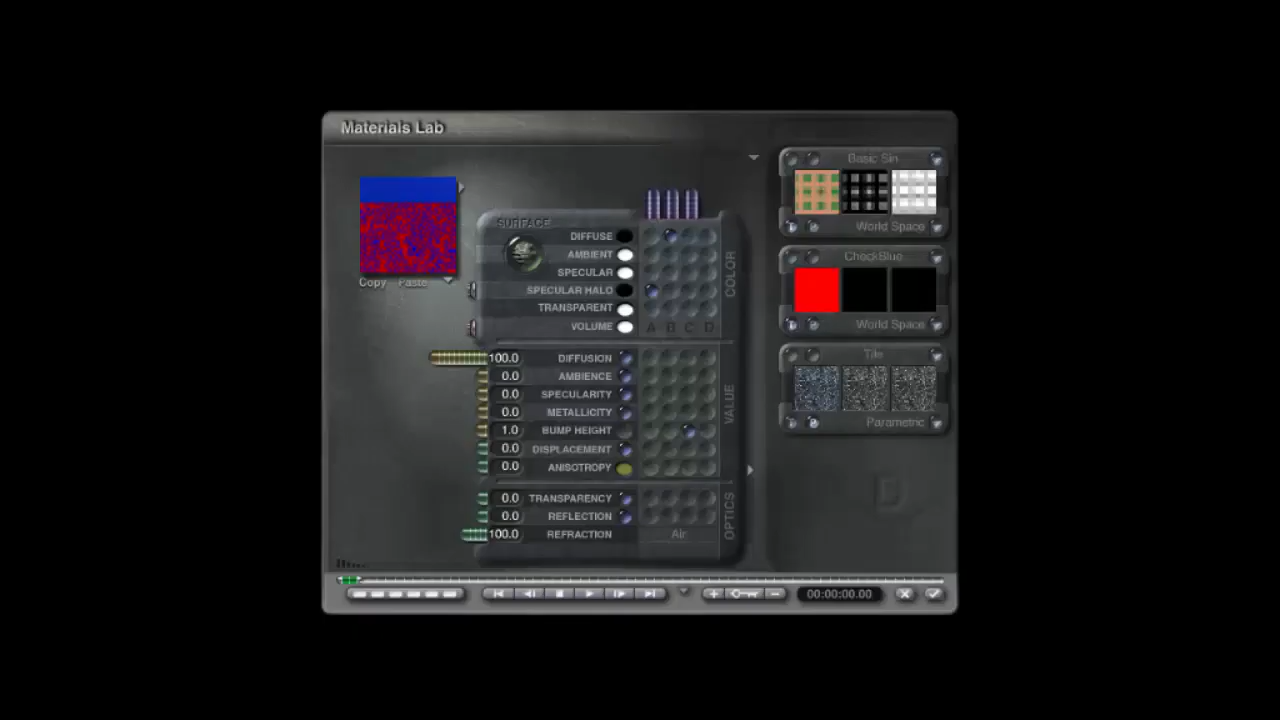 Materials Lab
Copy Paste
SURFACE
DIFFUSE
AMBIENT
SPECULAR
SPECULAR HALO
TRANSPARENT
VOLUME
A B C D
COLOR
100.0 DIFFUSION
0.0 AMBIENCE
0.0 SPECULARITY
0.0 METALLICITY
1.0 BUMP HEIGHT
0.0 DISPLACEMENT
0.0 ANISOTROPY
VALUE
0.0 TRANSPARENCY
0.0 REFLECTION
100.0 REFRACTION
Air
OPTICS
Basic Sin
World Space
CheckBlue
World Space
Tile
Parametric
D
00:00:00.00